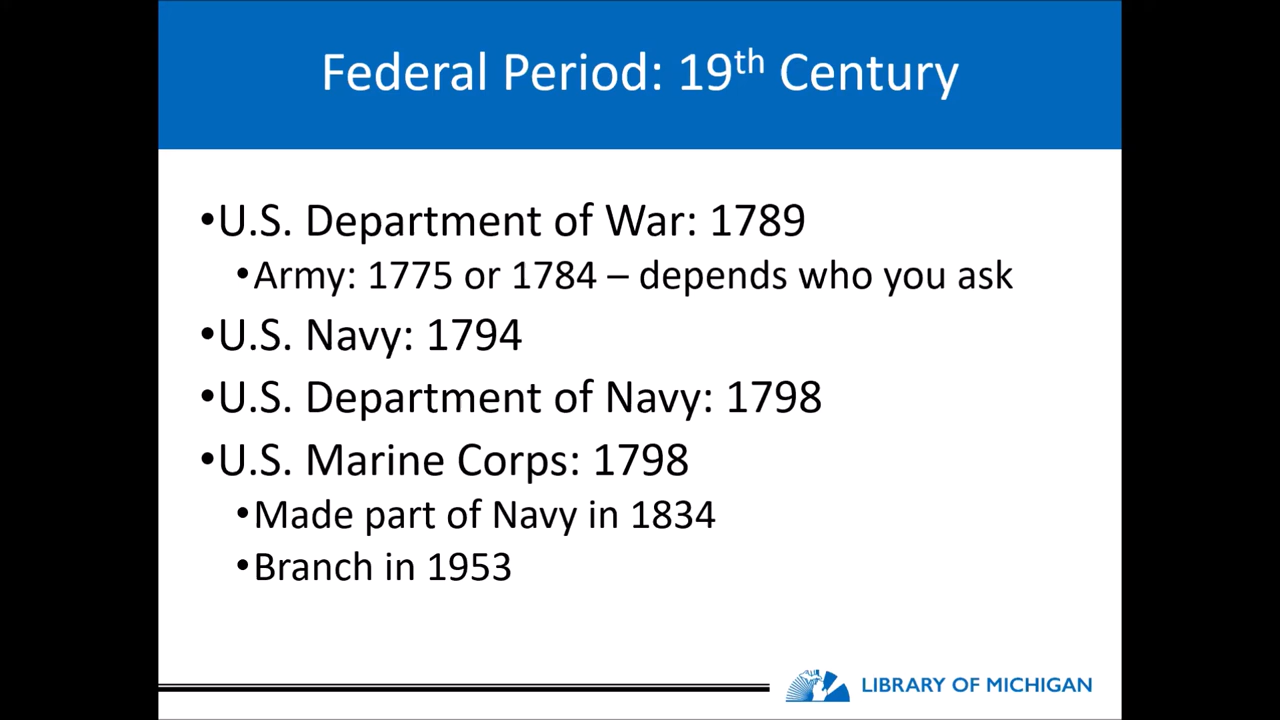 Federal Period: 19th Century
•U.S. Department of War: 1789
•Army: 1775 or 1784 – depends who you ask
•U.S. Navy: 1794
•U.S. Department of Navy: 1798
•U.S. Marine Corps: 1798
•Made part of Navy in 1834
•Branch in 1953
LIBRARY OF MICHIGAN